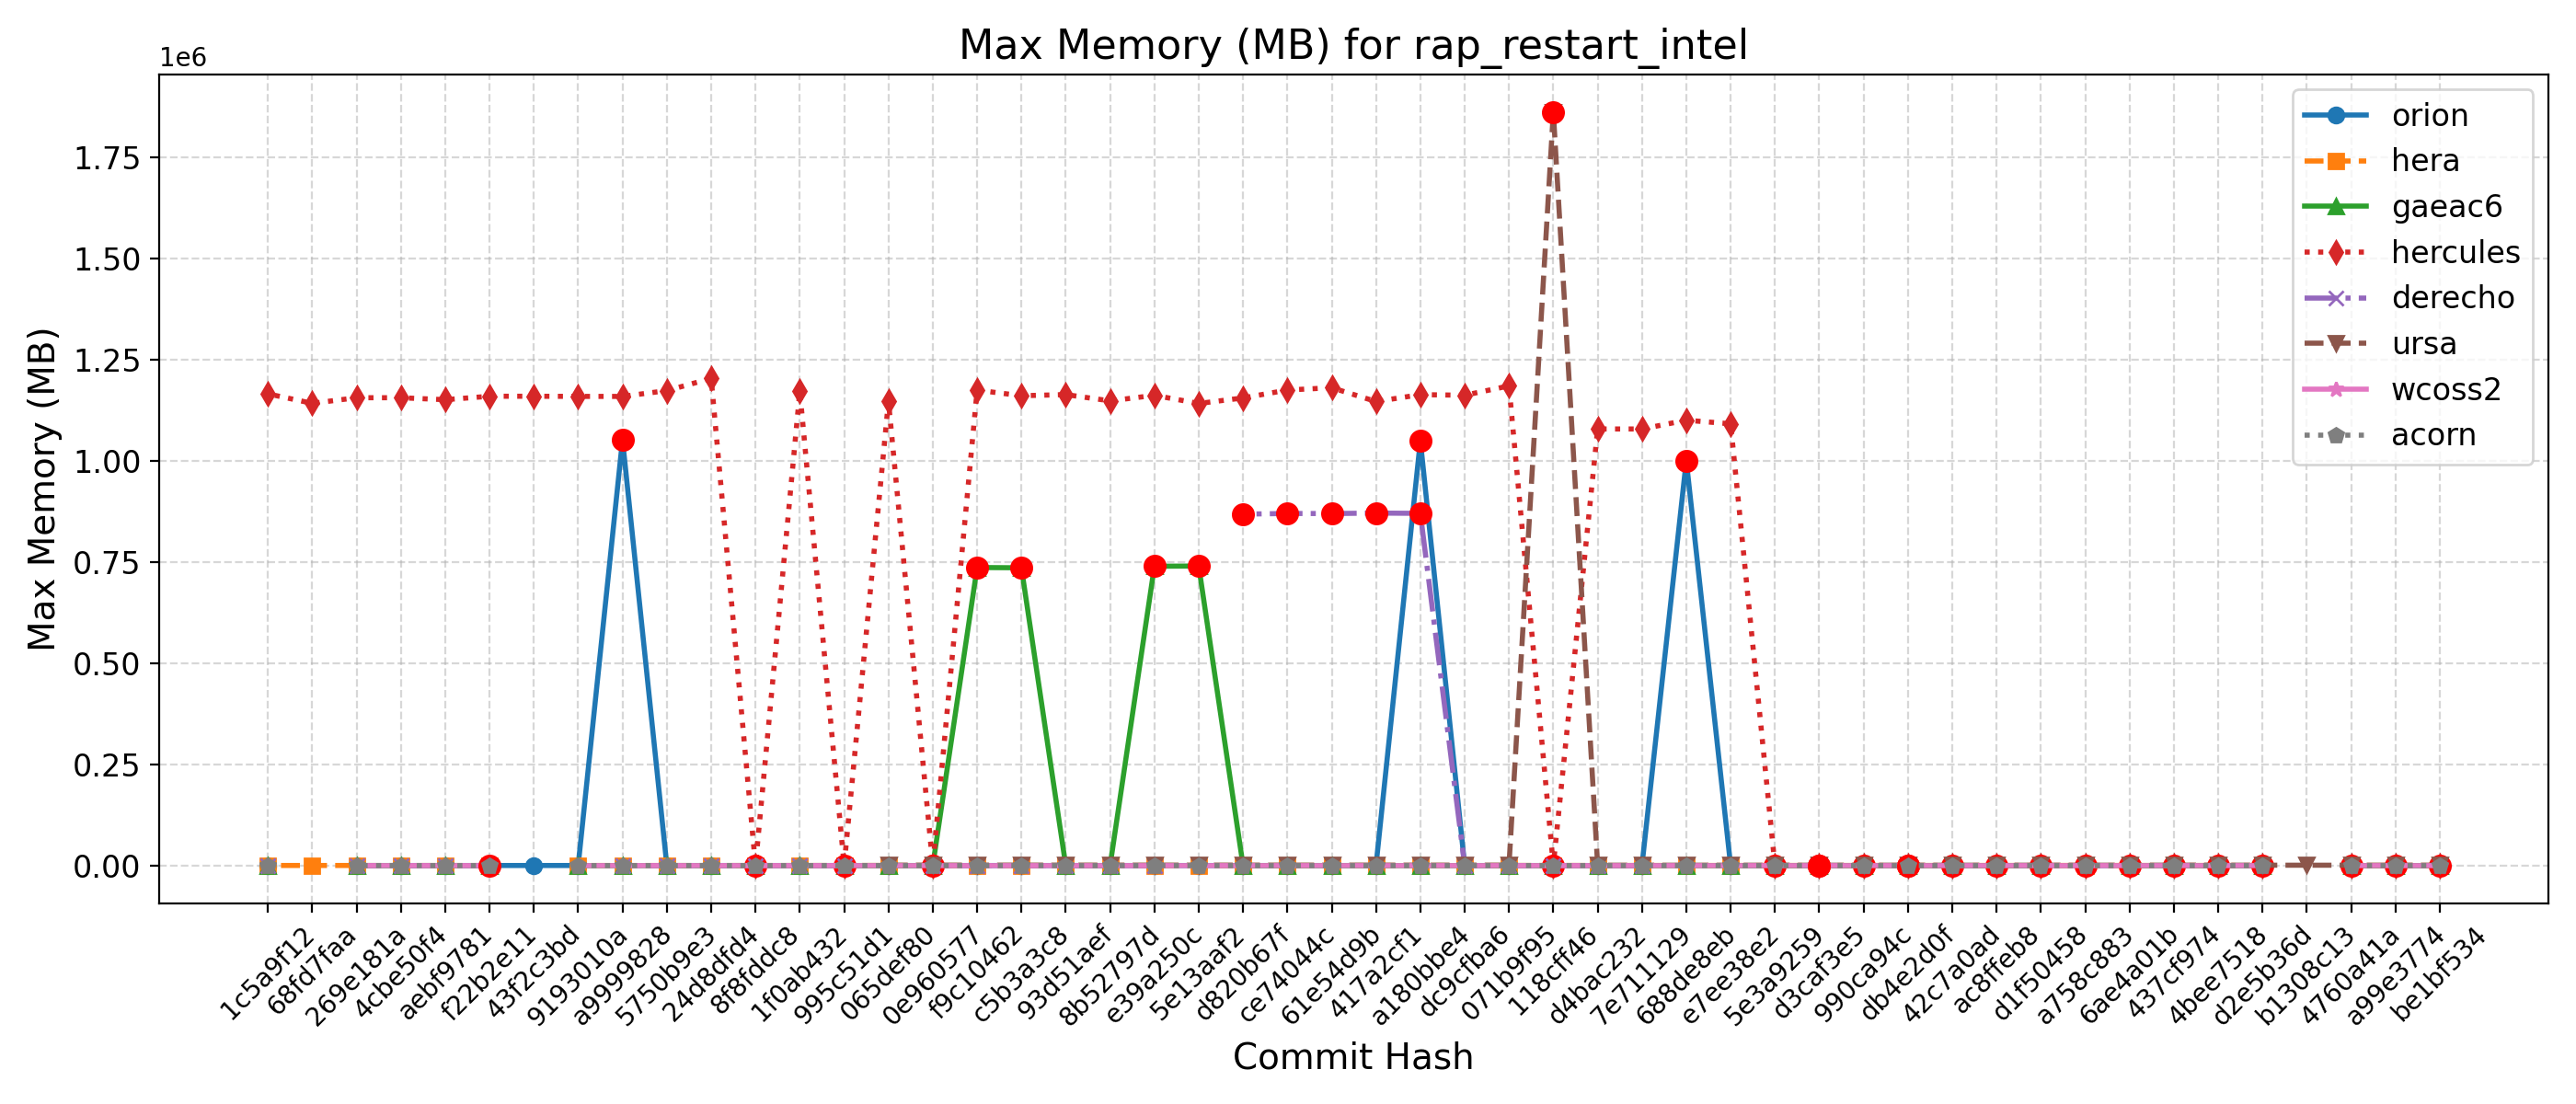 Max Memory (MB) for rap_restart_intel
1e6
1.75
1.50
1.25
1.00
0.75
0.50
0.25
0.00
Max Memory (MB)
orion
hera
gaeac6
hercules
derecho
ursa
wcoss2
acorn
1c5a9f12
68fd7faa
269e181a
4cbe50f4
aebf9781
f22b2e11
43f2c3bd
9193010a
a9999828
5750b9e3
24d8dfd4
8f8fddc8
1f0ab432
995c51d1
065def80
0e960577
f9c10462
c5b3a3c8
93d51aef
8b52797d
e39a250c
5e13aaf2
d820b67f
ce74044c
61e54d9b
417a2cf1
a180bbe4
dc9cfba6
071b9f95
118cff46
d4bac232
7e711129
688de8eb
e7ee38e2
5e3a9259
d3caf3e5
990ca94c
db4e2d0f
42c7a0ad
ac8ffeb8
d1f50458
a758c883
6ae4a01b
437cf974
4bee7518
d2e5b36d
b1308c13
4760a41a
a99e3774
be1bf534
Commit Hash